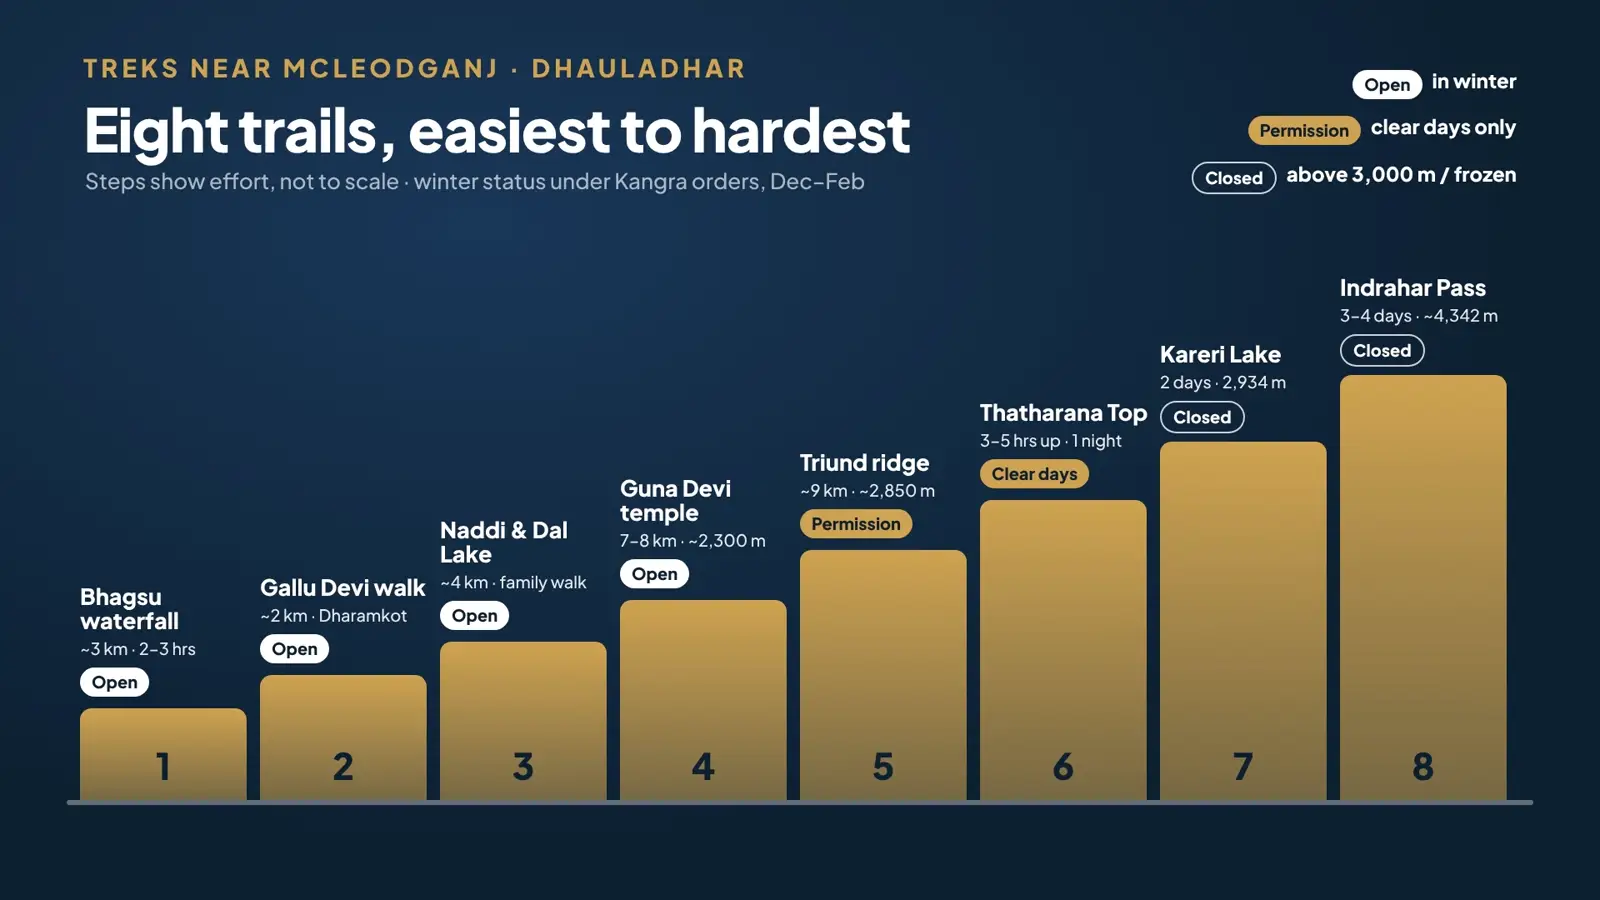 TREKS NEAR MCLEODGANJ · DHAULADHAR
Eight trails, easiest to hardest
Steps show effort, not to scale · winter status under Kangra orders, Dec–Feb
Open in winter
Permission clear days only
Closed above 3,000 m / frozen
Bhagsu
waterfall
~3 km · 2–3 hrs
Open
1
Gallu Devi walk
~2 km · Dharamkot
Open
2
Naddi & Dal
Lake
~4 km · family walk
Open
3
Guna Devi
temple
7–8 km · ~2,300 m
Open
4
Triund ridge
~9 km · ~2,850 m
Permission
5
Thatharana Top
3–5 hrs up · 1 night
Clear days
6
Kareri Lake
2 days · 2,934 m
Closed
7
Indrahar Pass
3–4 days · ~4,342 m
Closed
8